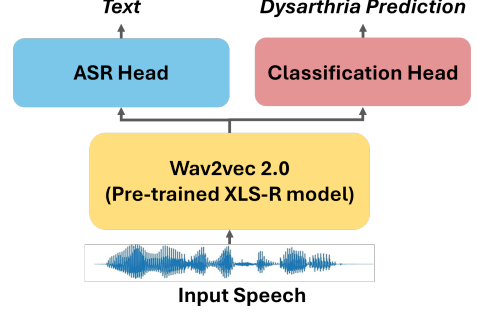 Text
Dysarthria Prediction
ASR Head
Classification Head
Wav2vec 2.0
(Pre-trained XLS-R model)
Input Speech